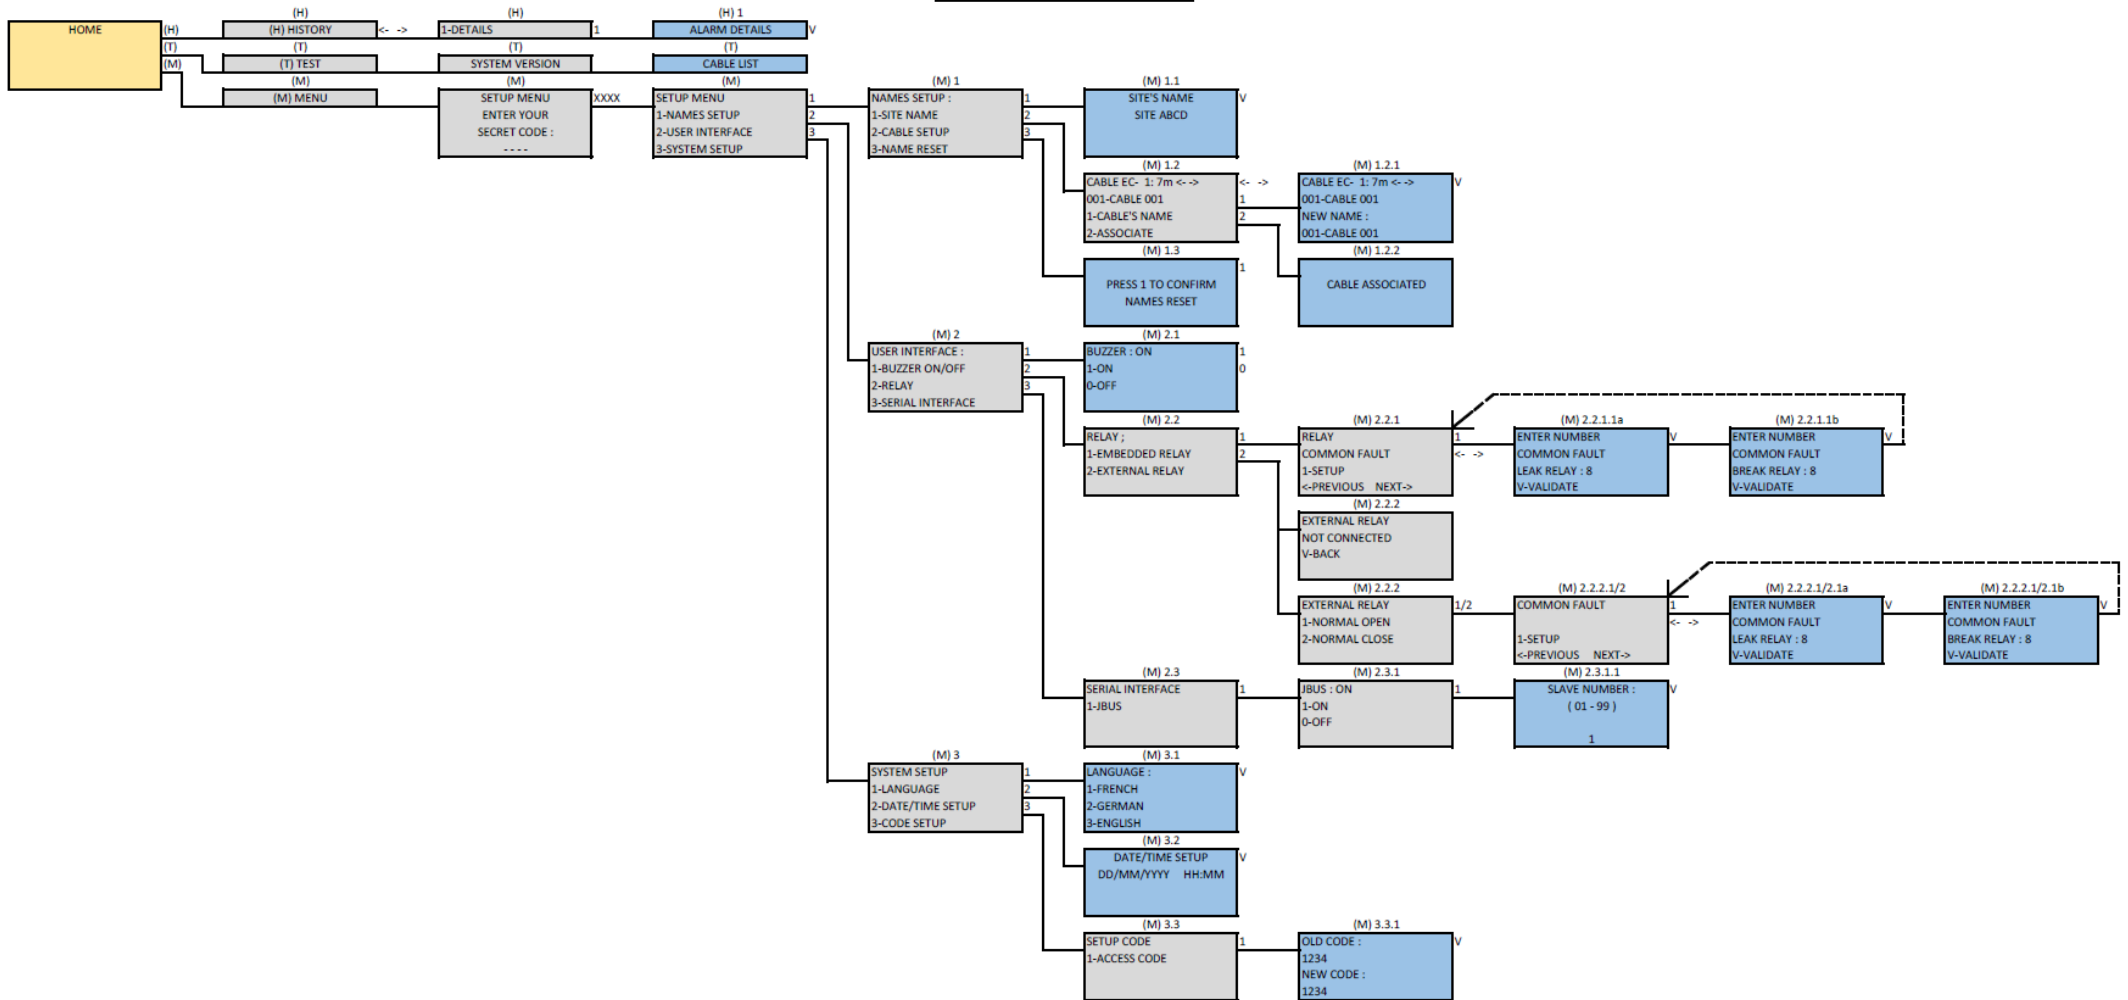 (H)
(H)
(H) 1
HOME
(H)
(H) HISTORY
<- ->
1-DETAILS
1
ALARM DETAILS
V
(T)
(T)
(T)
(T)
(M)
(T) TEST
SYSTEM VERSION
CABLE LIST
(M)
(M)
(M)
(M) MENU
SETUP MENU
ENTER YOUR
SECRET CODE :
- - - -
XXXX
SETUP MENU
1-NAMES SETUP
2-USER INTERFACE
3-SYSTEM SETUP
1
2
3
(M) 1
NAMES SETUP :
1-SITE NAME
2-CABLE SETUP
3-NAME RESET
1
2
3
(M) 1.1
SITE'S NAME
SITE ABCD
V
(M) 1.2
CABLE EC- 1: 7m <- ->
001-CABLE 001
1-CABLE'S NAME
2-ASSOCIATE
<- ->
1
2
(M) 1.2.1
CABLE EC- 1: 7m <- ->
001-CABLE 001
NEW NAME :
001-CABLE 001
V
(M) 1.3
PRESS 1 TO CONFIRM
NAMES RESET
1
(M) 1.2.2
CABLE ASSOCIATED
(M) 2
USER INTERFACE :
1-BUZZER ON/OFF
2-RELAY
3-SERIAL INTERFACE
1
2
3
(M) 2.1
BUZZER : ON
1-ON
0-OFF
1
0
(M) 2.2
RELAY ;
1-EMBEDDED RELAY
2-EXTERNAL RELAY
1
2
(M) 2.2.1
RELAY
COMMON FAULT
1-SETUP
<-PREVIOUS NEXT->
1
<- ->
(M) 2.2.1.1a
ENTER NUMBER
COMMON FAULT
LEAK RELAY : 8
V-VALIDATE
V
(M) 2.2.1.1b
ENTER NUMBER
COMMON FAULT
BREAK RELAY : 8
V-VALIDATE
V
(M) 2.2.2
EXTERNAL RELAY
NOT CONNECTED
V-BACK
(M) 2.2.2
EXTERNAL RELAY
1-NORMAL OPEN
2-NORMAL CLOSE
1/2
(M) 2.2.2.1/2
COMMON FAULT
1-SETUP
<-PREVIOUS NEXT->
1
<- ->
(M) 2.2.2.1/2.1a
ENTER NUMBER
COMMON FAULT
LEAK RELAY : 8
V-VALIDATE
V
(M) 2.2.2.1/2.1b
ENTER NUMBER
COMMON FAULT
BREAK RELAY : 8
V-VALIDATE
V
(M) 2.3
SERIAL INTERFACE
1-JBUS
1
(M) 2.3.1
JBUS : ON
1-ON
0-OFF
1
(M) 2.3.1.1
SLAVE NUMBER :
( 01 - 99 )
1
V
(M) 3
SYSTEM SETUP
1-LANGUAGE
2-DATE/TIME SETUP
3-CODE SETUP
1
2
3
(M) 3.1
LANGUAGE :
1-FRENCH
2-GERMAN
3-ENGLISH
V
(M) 3.2
DATE/TIME SETUP
DD/MM/YYYY HH:MM
V
(M) 3.3
SETUP CODE
1-ACCESS CODE
1
(M) 3.3.1
OLD CODE :
1234
NEW CODE :
1234
V